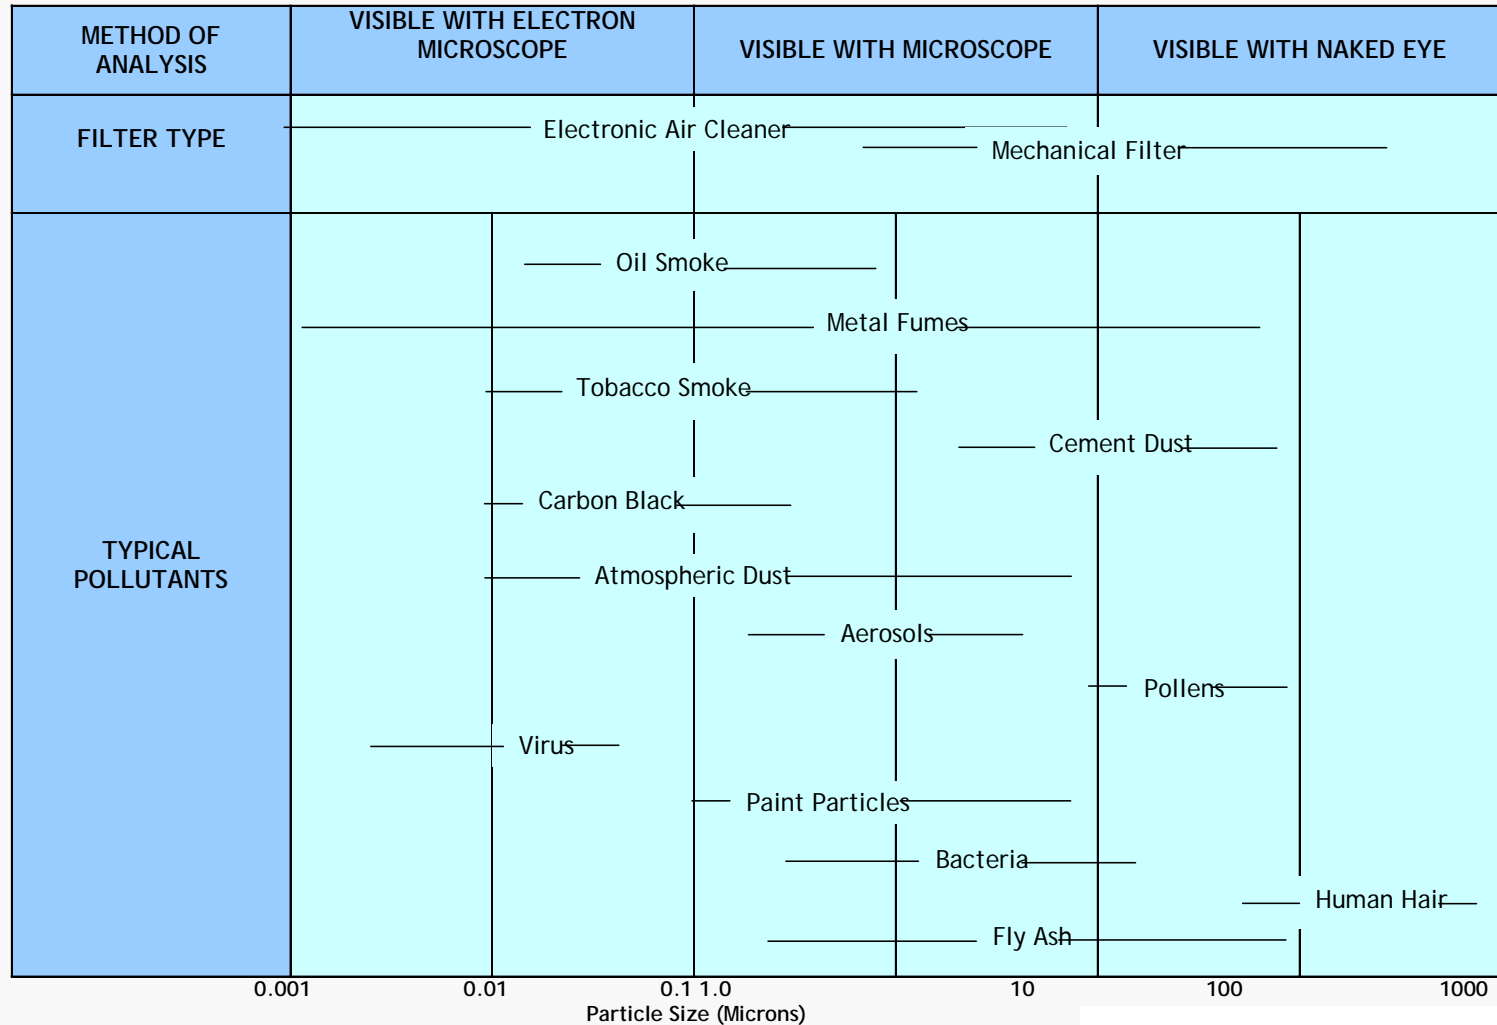 METHOD OF
ANALYSIS
VISIBLE WITH ELECTRON
MICROSCOPE
VISIBLE WITH MICROSCOPE
VISIBLE WITH NAKED EYE
FILTER TYPE
Electronic Air Cleaner
Mechanical Filter
TYPICAL
POLLUTANTS
Oil Smoke
Metal Fumes
Tobacco Smoke
Cement Dust
Carbon Black
Atmospheric Dust
Aerosols
Pollens
Virus
Paint Particles
Bacteria
Human Hair
Fly Ash
0.001 0.01 0.1 1.0 10 100 1000
Particle Size (Microns)